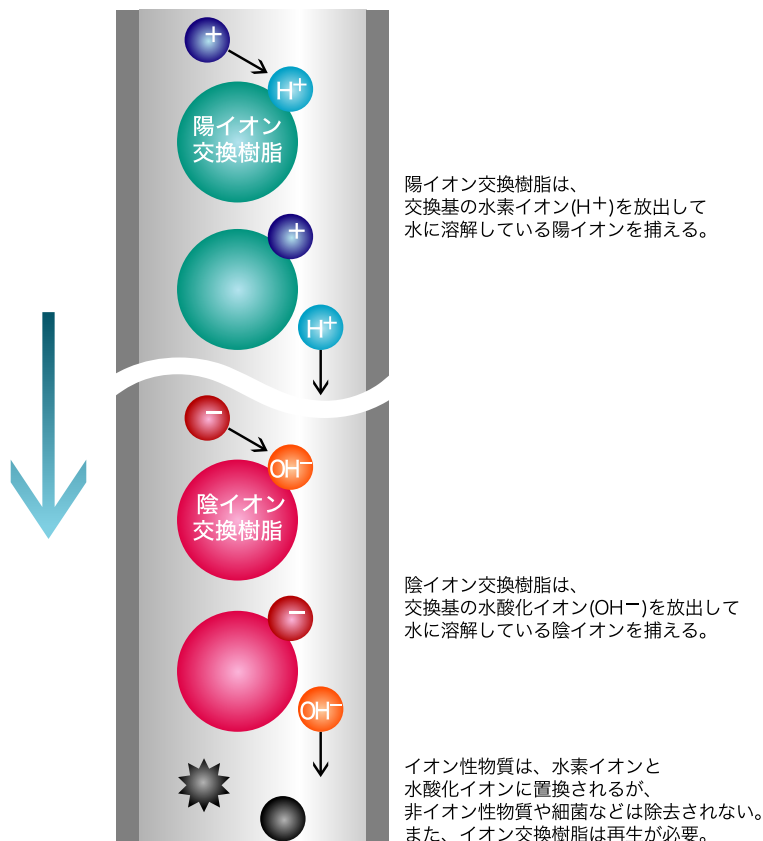 +
H+
陽イオン
交換樹脂
陽イオン交換樹脂は、
交換基の水素イオン(H+)を放出して
水に溶解している陽イオンを捕える。
+
H+
−
OH−
陰イオン
交換樹脂
陰イオン交換樹脂は、
交換基の水酸化イオン(OH−)を放出して
水に溶解している陰イオンを捕える。
−
OH−
イオン性物質は、水素イオンと
水酸化イオンに置換されるが、
非イオン性物質や細菌などは除去されない。
また、イオン交換樹脂は再生が必要。